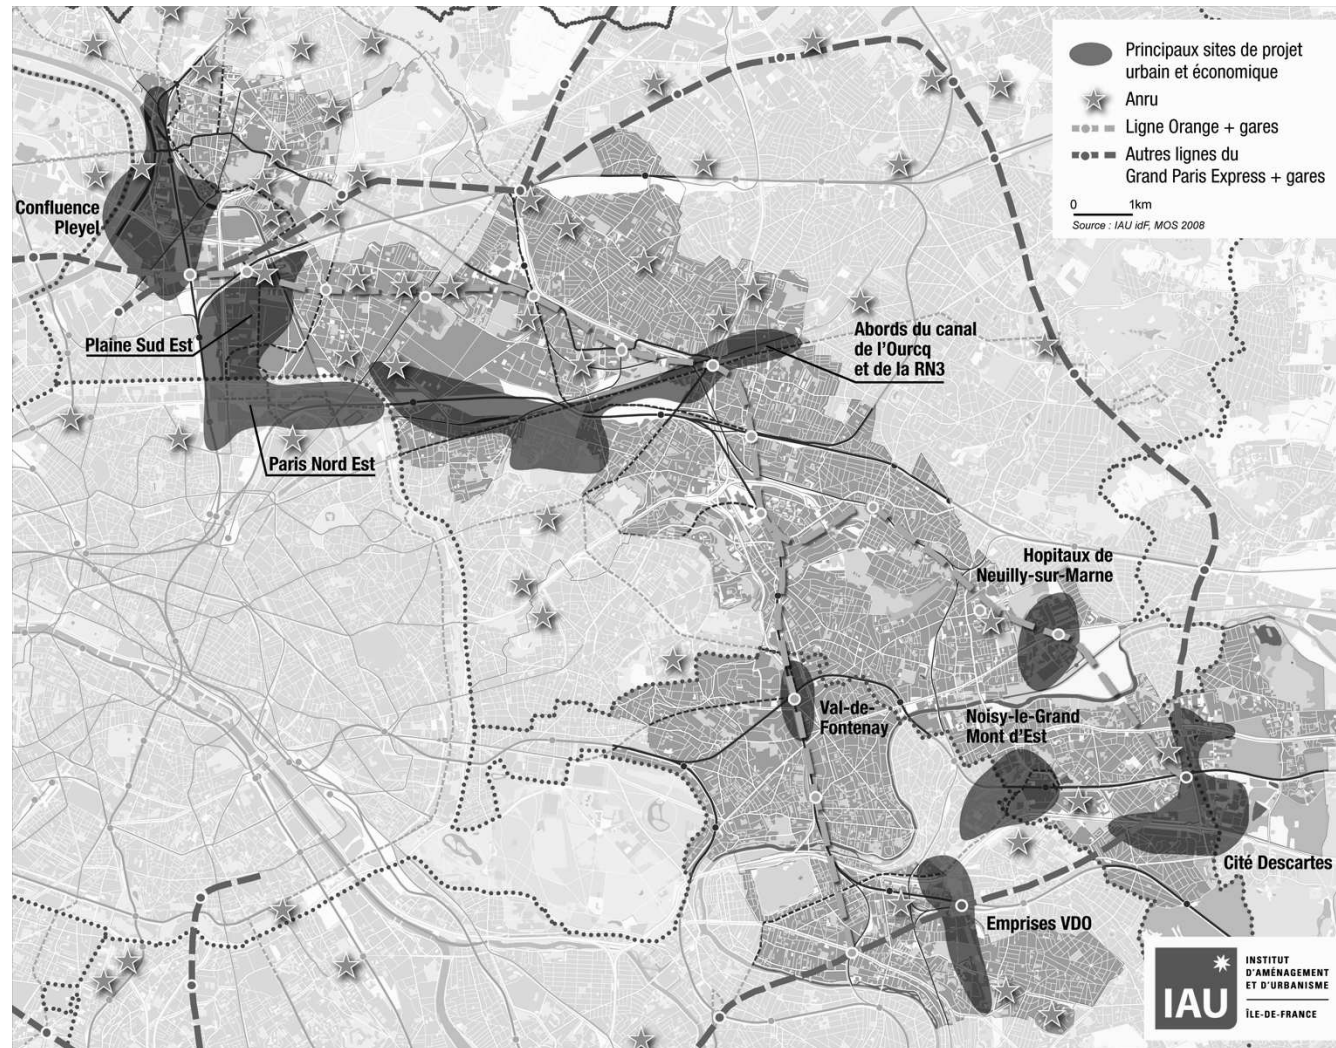 Principaux sites de projet
urbain et économique
Anru
Ligne Orange + gares
Autres lignes du
Grand Paris Express + gares
0 1km
Source : IAU idF, MOS 2008
Confluence
Pleyel
Plaine Sud Est
Paris Nord Est
Abords du canal
de l'Ourcq
et de la RN3
Hopitaux de
Neuilly-sur-Marne
Val-de-
Fontenay
Noisy-le-Grand
Mont d'Est
Cité Descartes
Emprises VDO
IAU
INSTITUT
D'AMÉNAGEMENT
ET D'URBANISME
ÎLE-DE-FRANCE